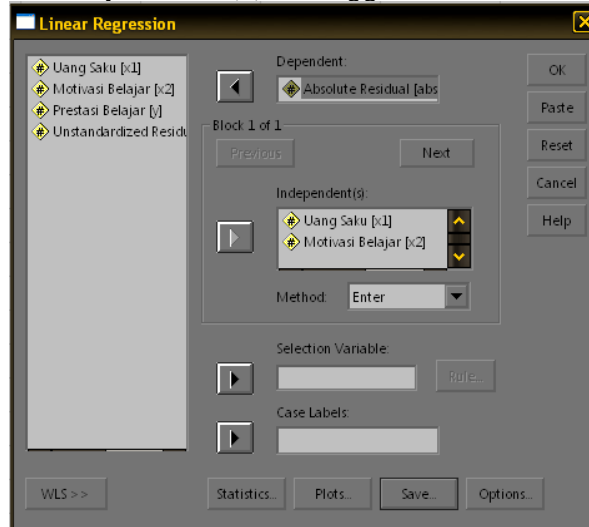 Linear Regression
Uang Saku [x1]
Motivasi Belajar [x2]
Prestasi Belajar [y]
Unstandardized Residu
Dependent:
Absolute Residual [abs
Block 1 of 1
Previous
Next
Independent(s):
Uang Saku [x1]
Motivasi Belajar [x2]
Method:
Enter
Selection Variable:
Rule...
Case Labels:
WLS >>
Statistics...
Plots...
Save...
Options...
OK
Paste
Reset
Cancel
Help